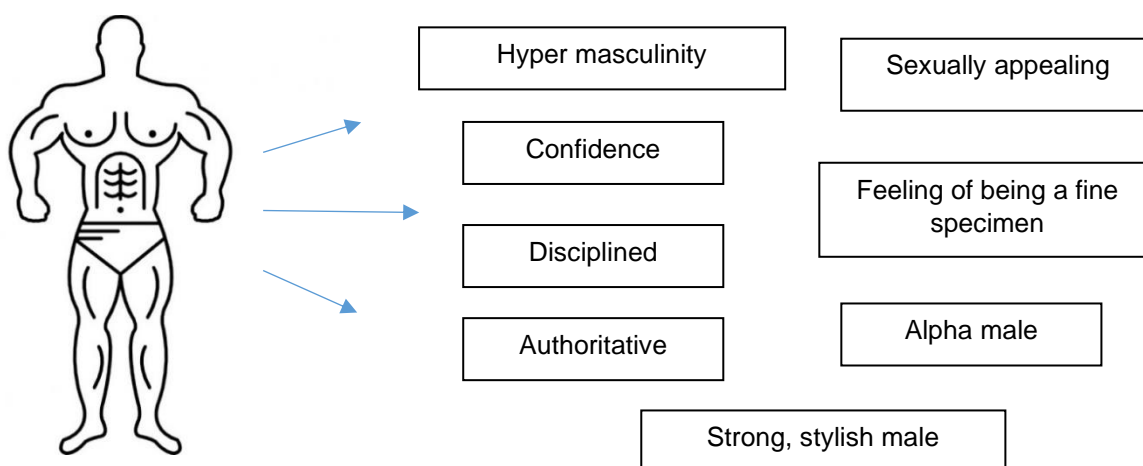 Hyper masculinity
Sexually appealing
Confidence
Feeling of being a fine
specimen
Disciplined
Authoritative
Alpha male
Strong, stylish male